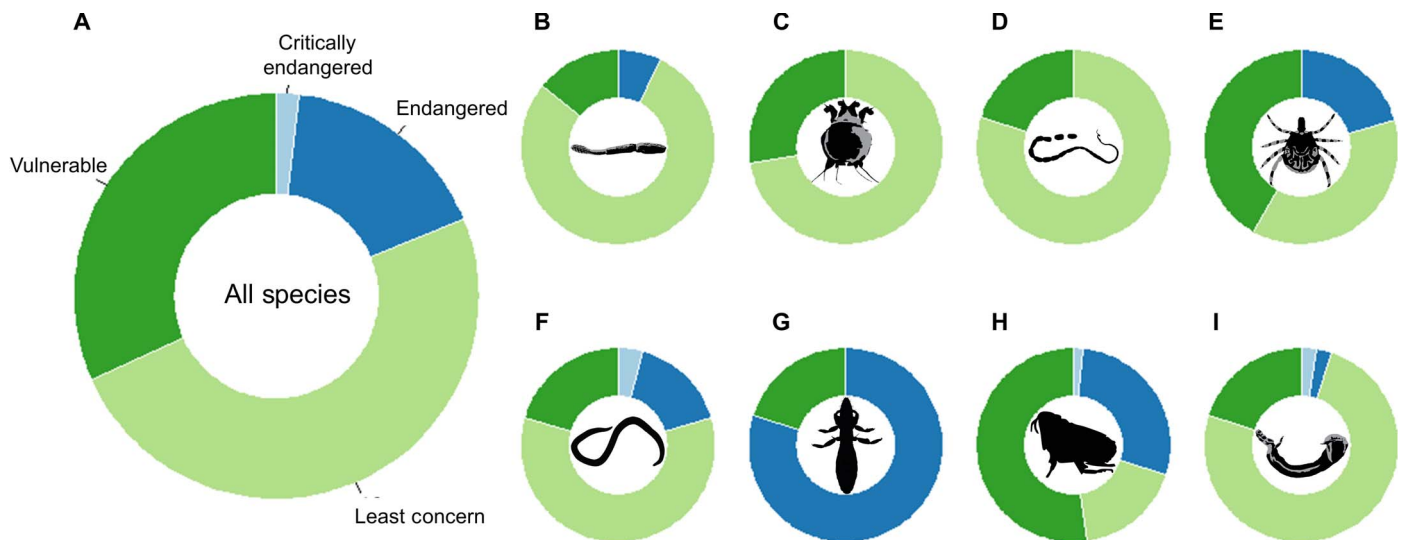 A
B
C
D
E
Critically
endangered
Endangered
Vulnerable
All species
Least concern
F
G
H
I